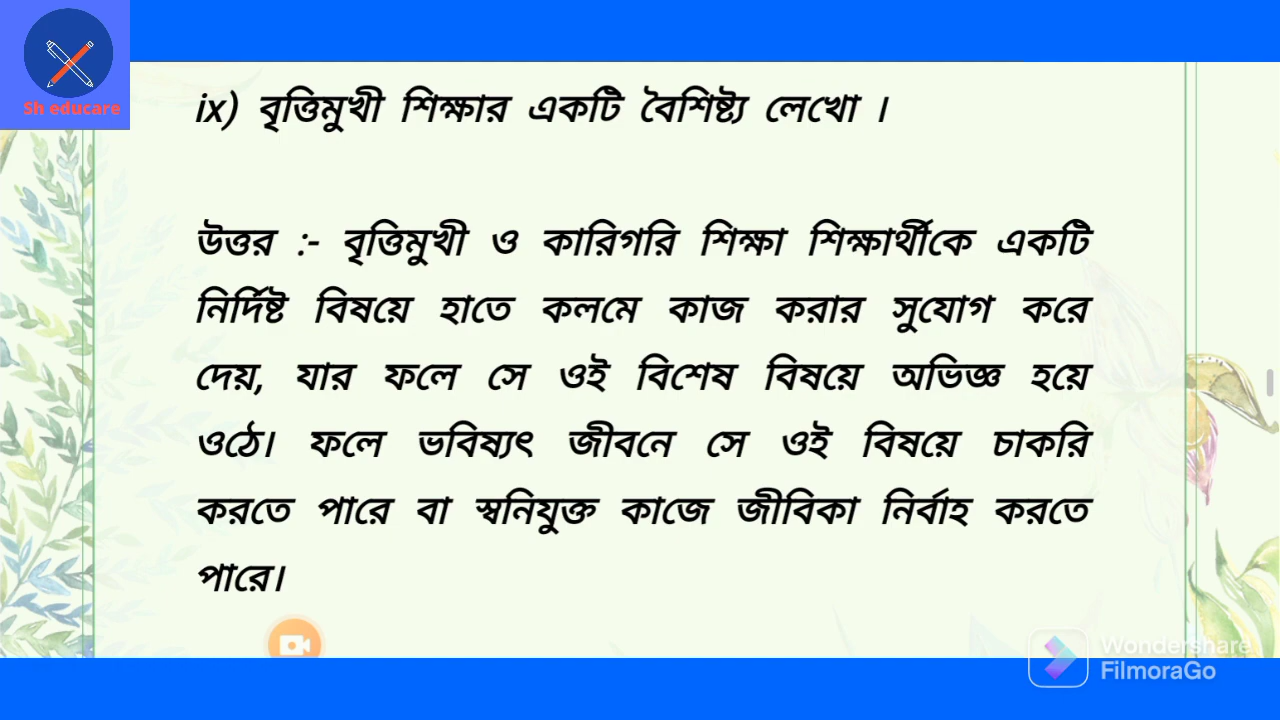 Sh educare
ix) বৃত্তিমুখী শিক্ষার একটি বৈশিষ্ট্য লেখো ।
উত্তর :- বৃত্তিমুখী ও কারিগরি শিক্ষা শিক্ষার্থীকে একটি
নির্দিষ্ট বিষয়ে হাতে কলমে কাজ করার সুযোগ করে
দেয়, যার ফলে সে ওই বিশেষ বিষয়ে অভিজ্ঞ হয়ে
ওঠে। ফলে ভবিষ্যৎ জীবনে সে ওই বিষয়ে চাকরি
করতে পারে বা স্বনিযুক্ত কাজে জীবিকা নির্বাহ করতে
পারে।
Wondershare
FilmoraGo